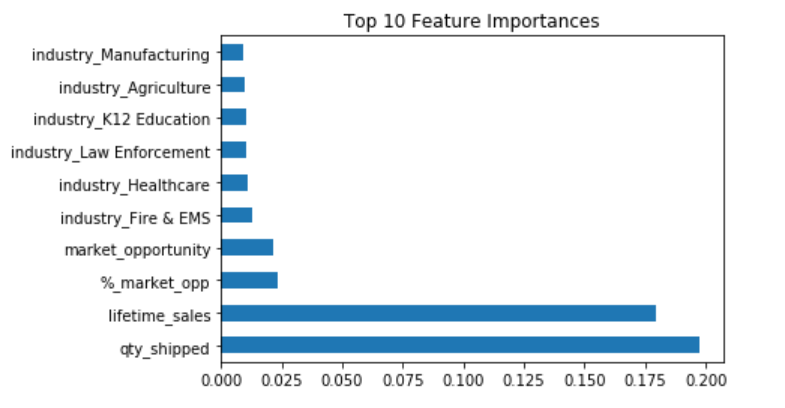 Top 10 Feature Importances
industry_Manufacturing
industry_Agriculture
industry_K12 Education
industry_Law Enforcement
industry_Healthcare
industry_Fire & EMS
market_opportunity
%_market_opp
lifetime_sales
qty_shipped
0.000 0.025 0.050 0.075 0.100 0.125 0.150 0.175 0.200